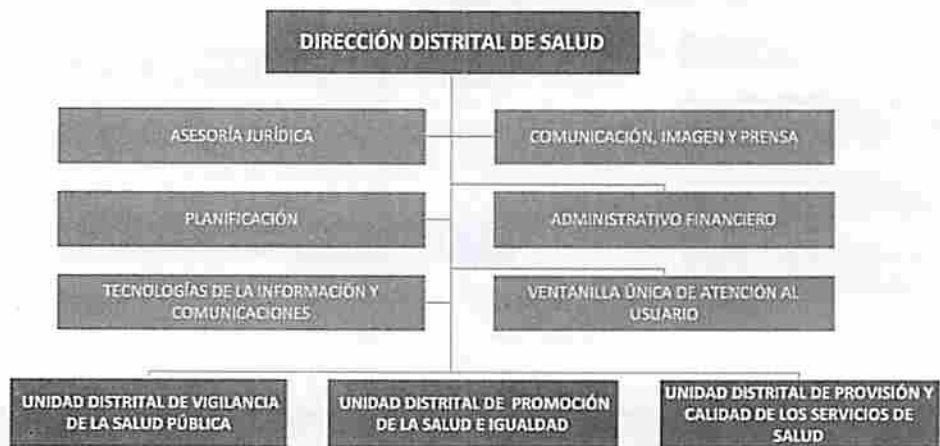 DIRECCIÓN DISTRITAL DE SALUD
ASESORÍA JURÍDICA
COMUNICACIÓN, IMAGEN Y PRENSA
PLANIFICACIÓN
ADMINISTRATIVO FINANCIERO
TECNOLOGÍAS DE LA INFORMACIÓN Y
COMUNICACIONES
VENTANILLA ÚNICA DE ATENCIÓN AL
USUARIO
UNIDAD DISTRITAL DE VIGILANCIA
DE LA SALUD PÚBLICA
UNIDAD DISTRITAL DE PROMOCIÓN
DE LA SALUD E IGUALDAD
UNIDAD DISTRITAL DE PROVISIÓN Y
CALIDAD DE LOS SERVICIOS DE
SALUD